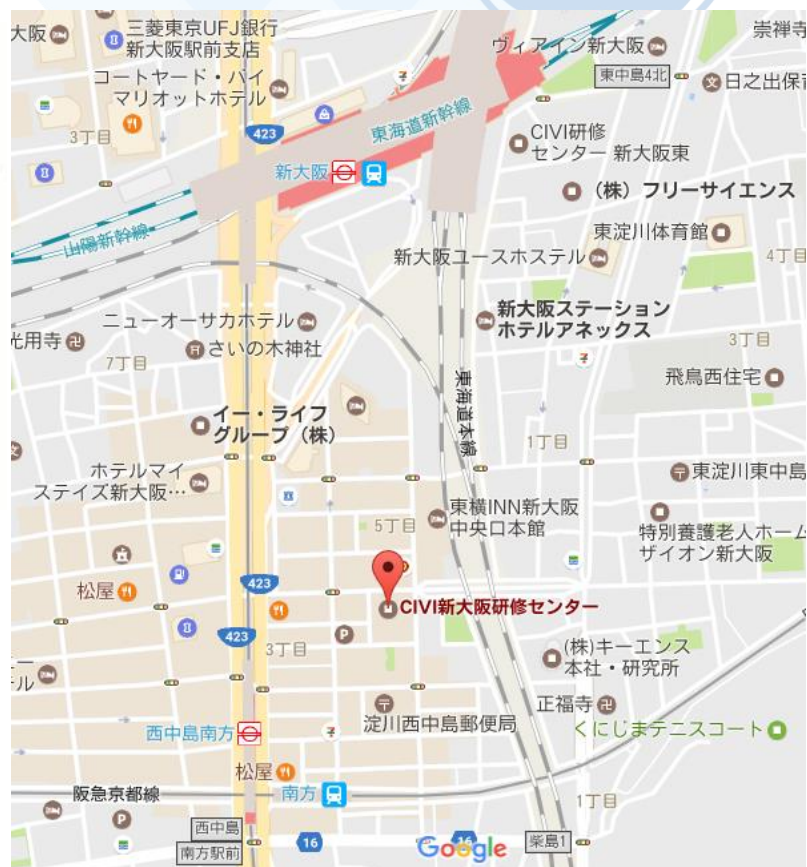 大阪
三菱東京UFJ銀行
新大阪駅前支店
ヴィアイン新大阪
崇禅寺
東中島4北
日之出保育
コートヤード・バイ
マリオットホテル
3丁目
423
東海道新幹線
CIVI研修
センター 新大阪東
新大阪
(株)フリーサイエンス
山陽新幹線
東淀川体育館
新大阪ユースホステル
4丁目
ニューオーサカホテル
新大阪ステーション
ホテルアネックス
光用寺
さいの木神社
3丁目
7丁目
飛鳥西住宅
東海道本線
イー・ライフ
グループ(株)
1丁目
ホテルマイ
ステイズ新大阪…
東淀川東中島
東横INN新大阪
中央口本館
5丁目
特別養護老人ホーム
ザイオン新大阪
松屋
423
CIVI新大阪研修センター
423
3丁目
(株)キーエンス
本社・研究所
ニー
テル
正福寺
淀川西中島郵便局
西中島南方
くにじまテニスコート
松屋
阪急京都線
南方
1丁目
西中島
南方駅前
16
Google
16
柴島1